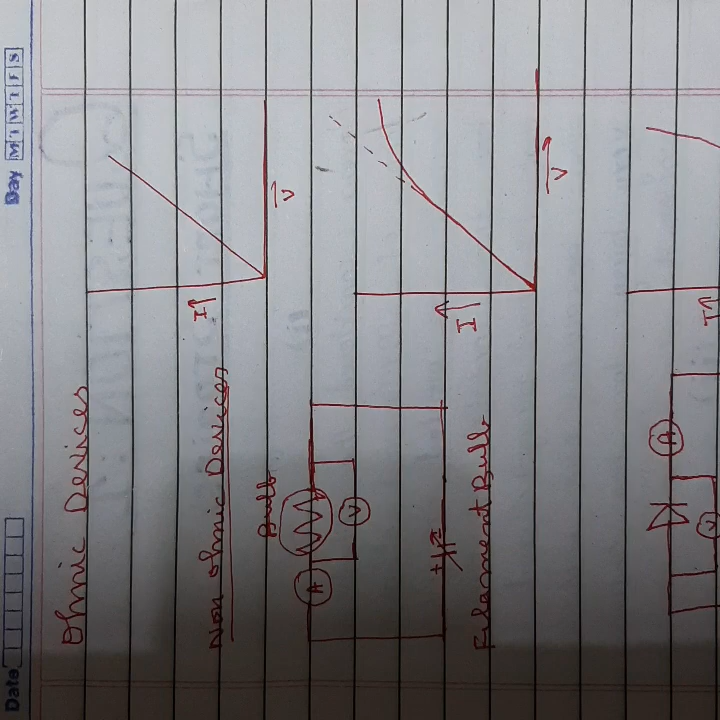 Date Day M T W T F S
Ohmic Devices
I
V
Non Ohmic Devices
Bulb
A
V
+ -
I
V
Filament Bulb
A
V
I